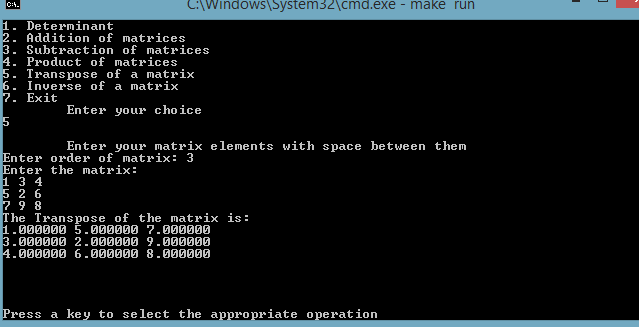 C:\Windows\System32\cmd.exe - make run
1. Determinant
2. Addition of matrices
3. Subtraction of matrices
4. Product of matrices
5. Transpose of a matrix
6. Inverse of a matrix
7. Exit
Enter your choice
5
Enter your matrix elements with space between them
Enter order of matrix: 3
Enter the matrix:
1 3 4
5 2 6
7 9 8
The Transpose of the matrix is:
1.000000 5.000000 7.000000
3.000000 2.000000 9.000000
4.000000 6.000000 8.000000
Press a key to select the appropriate operation